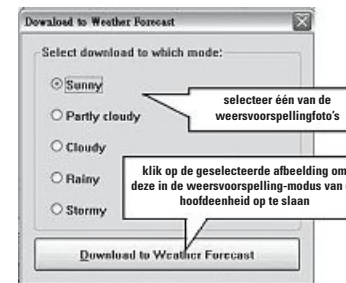 Download to Weather Forecast
Select download to which mode:
Sunny
selecteer één van de
weersvoorspellingfoto's
Partly cloudy
Cloudy
klik op de geselecteerde afbeelding om
deze in de weersvoorspelling-modus van
hoofdeenheid op te slaan
Rainy
Stormy
Download to Weather Forecast